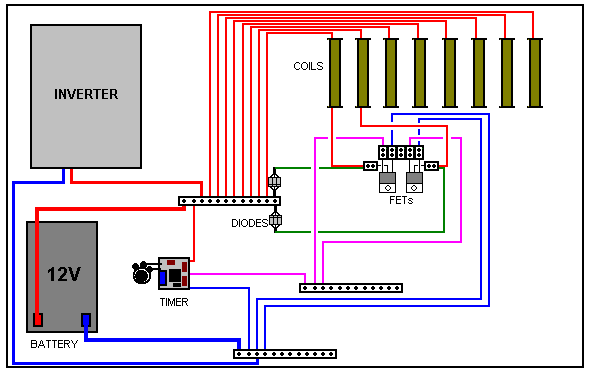 COILS
INVERTER
FETs
DIODES
12V
TIMER
BATTERY